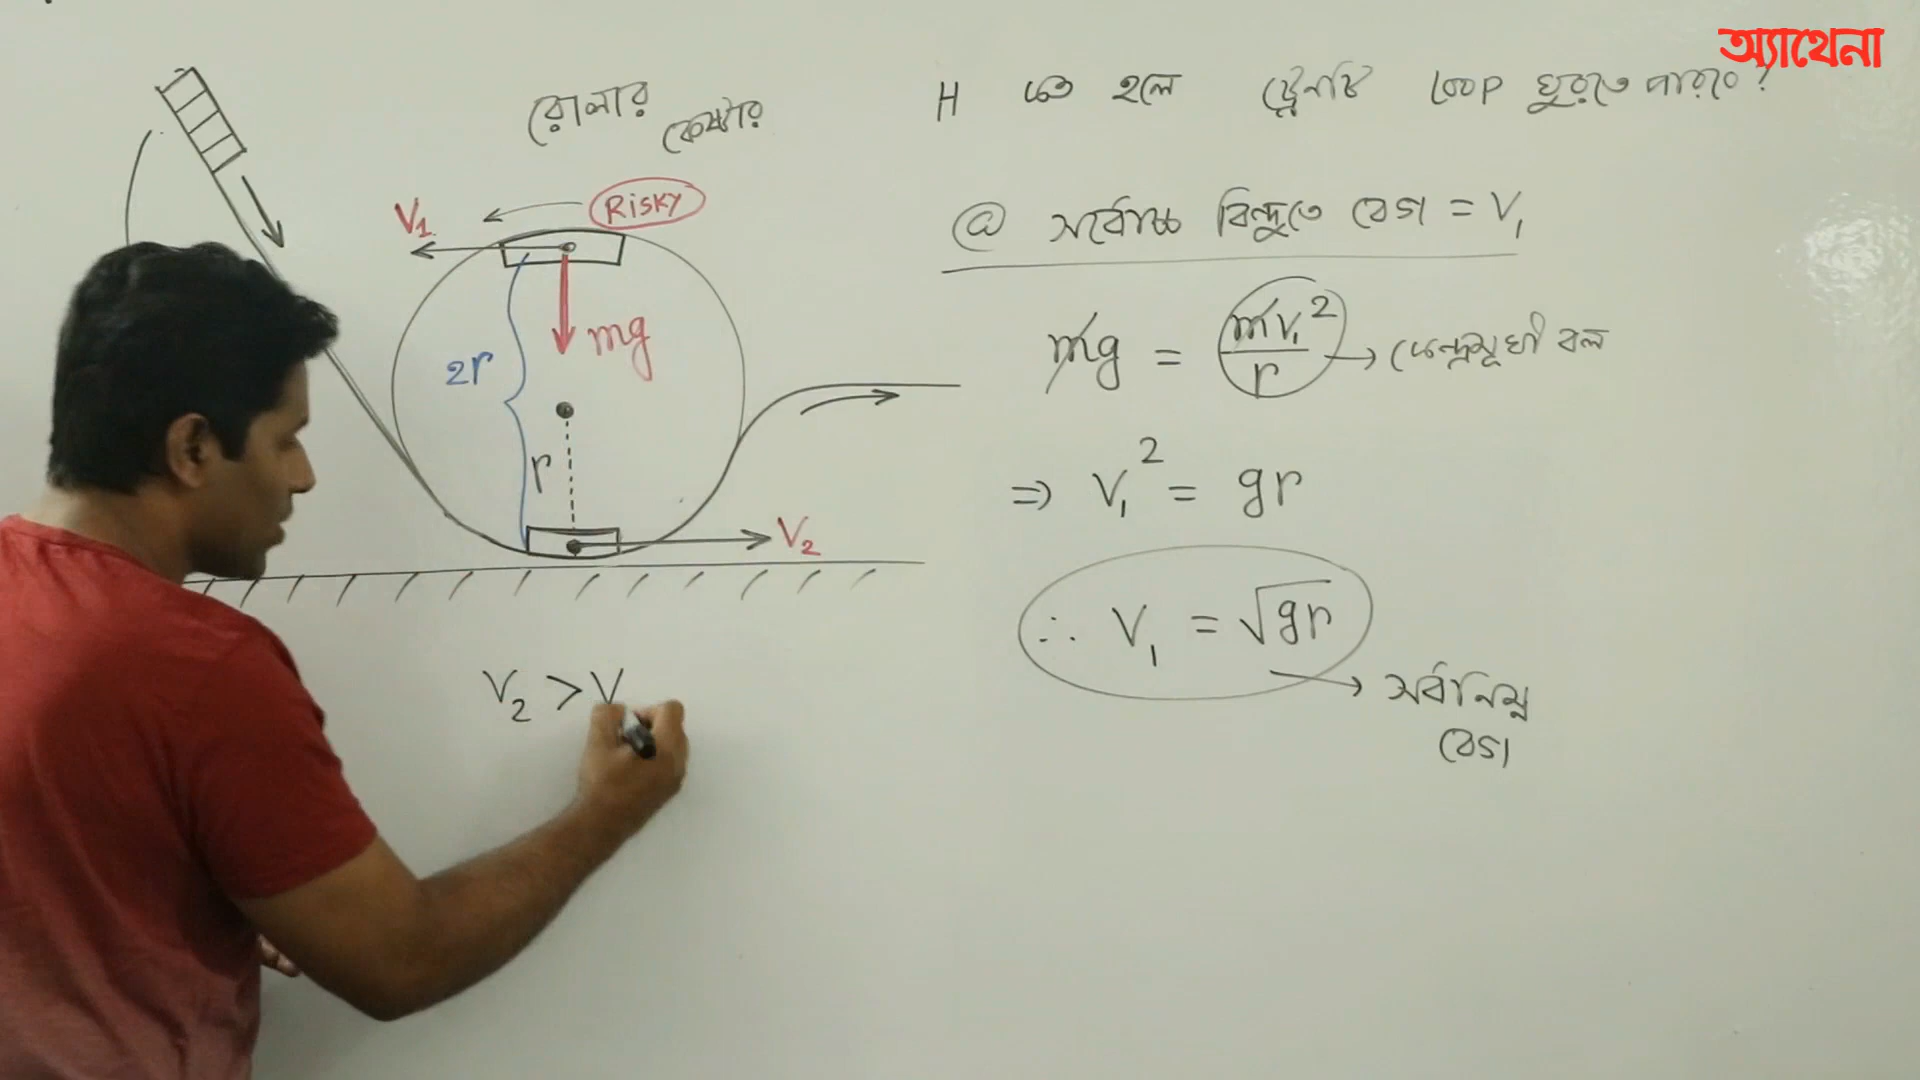 অ্যাথেনা
H কত হলে ট্রেনটি loop ঘুরতে পারবে?
রোলার কোস্টার
Risky
V₁
@ সর্বোচ্চ বিন্দুতে বেগ = V₁
mg
2r
r
V₂
mg = mv₁²/r → কেন্দ্রমূখী বল
⇒ V₁² = gr
∴ V₁ = √gr
→ সর্বনিম্ন
বেগ
V₂ > V